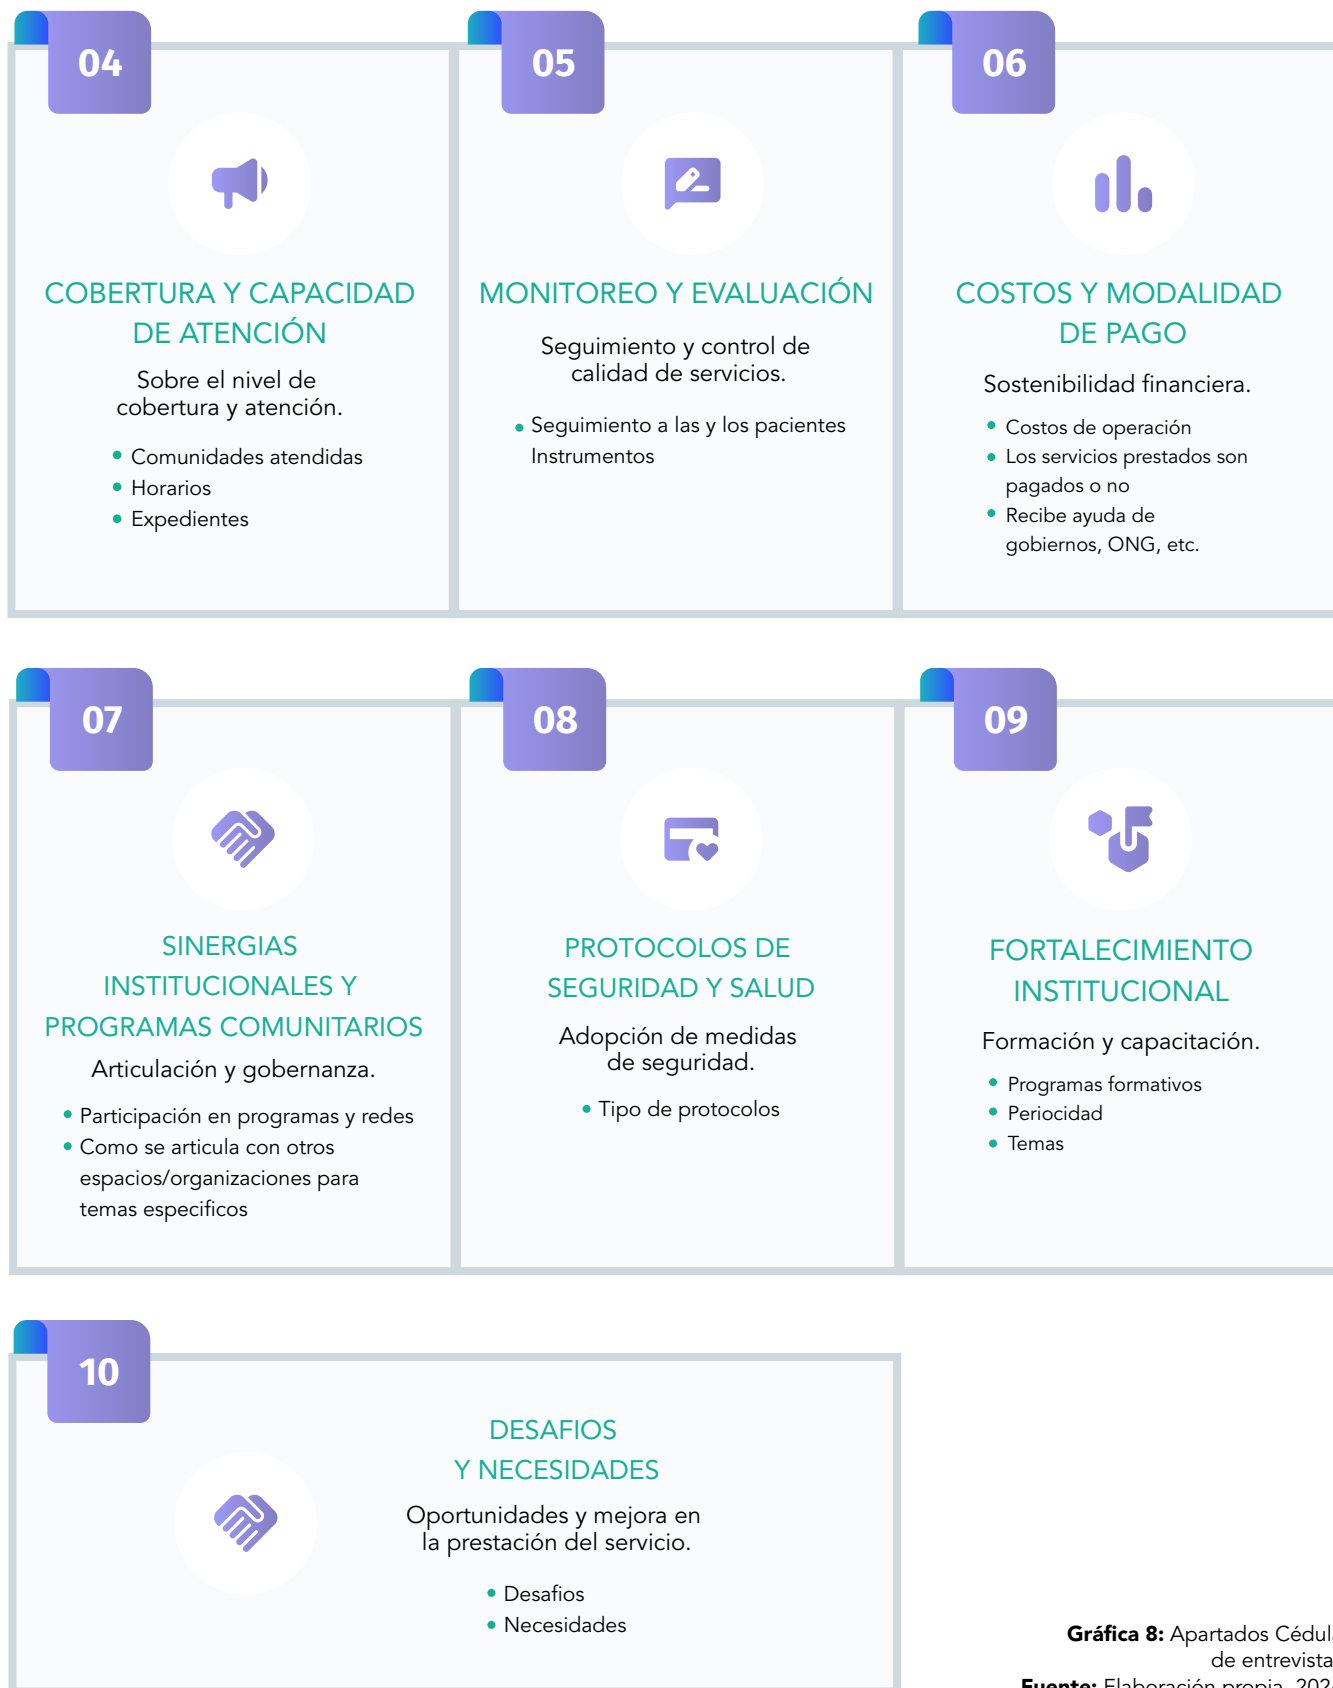 04
COBERTURA Y CAPACIDAD
DE ATENCIÓN
Sobre el nivel de
cobertura y atención.
Comunidades atendidas
Horarios
Expedientes
05
MONITOREO Y EVALUACIÓN
Seguimiento y control de
calidad de servicios.
Seguimiento a las y los pacientes
Instrumentos
06
COSTOS Y MODALIDAD
DE PAGO
Sostenibilidad financiera.
Costos de operación
Los servicios prestados son
pagados o no
Recibe ayuda de
gobiernos, ONG, etc.
07
SINERGIAS
INSTITUCIONALES Y
PROGRAMAS COMUNITARIOS
Articulación y gobernanza.
Participación en programas y redes
Como se articula con otros
espacios/organizaciones para
temas especificos
08
PROTOCOLOS DE
SEGURIDAD Y SALUD
Adopción de medidas
de seguridad.
Tipo de protocolos
09
FORTALECIMIENTO
INSTITUCIONAL
Formación y capacitación.
Programas formativos
Periocidad
Temas
10
DESAFIOS
Y NECESIDADES
Oportunidades y mejora en
la prestación del servicio.
Desafios
Necesidades
Gráfica 8: Apartados Cédula
de entrevista
Fuente: Elaboración propia,